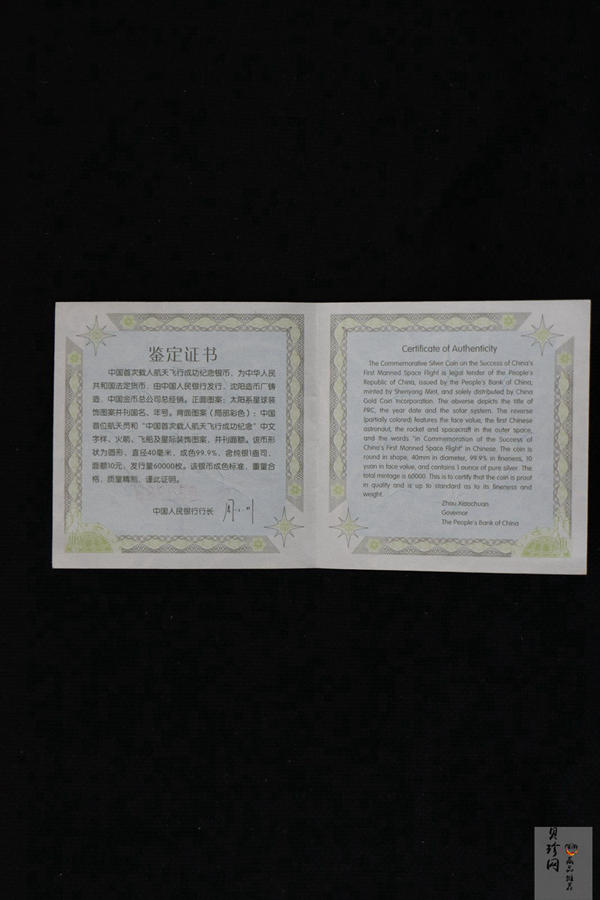 鉴定证书
中国首次载人航天飞行成功纪念银币，为中华人民
共和国法定货币，由中国人民银行发行，沈阳造币厂铸
造，中国金币总公司总经销。正面图案：太阳系星球装
饰图案并刊国名、年号。背面图案（局部彩色）：中国
首位航天员和“中国首次载人航天飞行成功纪念”中文
字样、火箭、飞船及星际装饰图案，并刊面额。该币形
状为圆形，直径40毫米，成色99.9%，含纯银1盎司，
面额10元，发行量60000枚。该银币成色标准，重量合
格，质量精制，谨此证明。
中国人民银行行长
Certificate of Authenticity
The Commemorative Silver Coin on the Success of China's
First Manned Space Flight is legal tender of the People's
Republic of China, issued by the People's Bank of China,
minted by Shenyang Mint, and solely distributed by China
Gold Coin Incorporation. The obverse depicts the title of
PRC, the year date and the solar system. The reverse
(partially colored) features the face value, the first Chinese
astronaut, the rocket and spacecraft in the outer space,
and the words "in Commemoration of the Success of
China's First Manned Space Flight" in Chinese. The coin is
round in shape, 40mm in diameter, 99.9% in fineness, 10
yuan in face value, and contains 1 ounce of pure silver. The
total mintage is 60000. This is to certify that the coin is proof
in quality and is up to standard as to its fineness and
weight.
Zhou Xiaochuan
Governor
The People's Bank of China
贝珍网